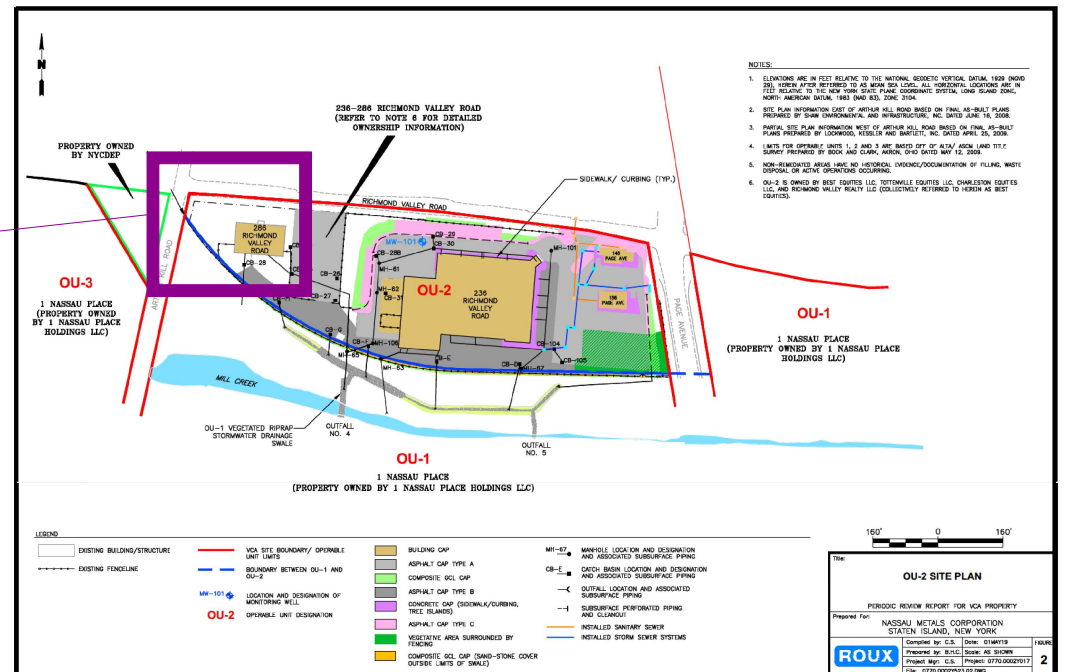 N
PROPERTY OWNED
BY NYCDEP
236-286 RICHMOND VALLEY ROAD
(REFER TO NOTE 6 FOR DETAILED
OWNERSHIP INFORMATION)
SIDEWALK/ CURBING (TYP.)
RICHMOND VALLEY ROAD
286
RICHMOND
VALLEY
ROAD
CB-28
CB-26
CB-27
MW-101
CB-29
CB-30
CB-28B
MH-61
MH-62
CB-31
OU-2
236
RICHMOND
VALLEY
ROAD
MH-101
PAGE AVE
PAGE AVE
PAGE AVENUE
CB-G
CB-F
MH-106
MH-65
MH-63
CB-E
CB-D
MH-67
CB-104
CB-105
KILL ROAD
OU-3
1 NASSAU PLACE
(PROPERTY OWNED
BY 1 NASSAU PLACE
HOLDINGS LLC)
OU-1
1 NASSAU PLACE
(PROPERTY OWNED BY 1 NASSAU PLACE
HOLDINGS LLC)
MILL CREEK
OU-1 VEGETATED RIPRAP
STORMWATER DRAINAGE
SWALE
OUTFALL
NO. 4
OUTFALL
NO. 5
OU-1
1 NASSAU PLACE
(PROPERTY OWNED BY 1 NASSAU PLACE HOLDINGS LLC)
NOTES:
1. ELEVATIONS ARE IN FEET RELATIVE TO THE NATIONAL GEODETIC VERTICAL DATUM, 1929 (NGVD
29), HEREIN AFTER REFERRED TO AS MEAN SEA LEVEL. ALL HORIZONTAL LOCATIONS ARE IN
FEET RELATIVE TO THE NEW YORK STATE PLANE COORDINATE SYSTEM, LONG ISLAND ZONE,
NORTH AMERICAN DATUM, 1983 (NAD 83), ZONE 3104.
2. SITE PLAN INFORMATION EAST OF ARTHUR KILL ROAD BASED ON FINAL AS-BUILT PLANS
PREPARED BY SHAW ENVIRONMENTAL AND INFRASTRUCTURE, INC. DATED JUNE 16, 2008.
3. PARTIAL SITE PLAN INFORMATION WEST OF ARTHUR KILL ROAD BASED ON FINAL AS-BUILT
PLANS PREPARED BY LOCKWOOD, KESSLER AND BARTLETT, INC. DATED APRIL 25, 2009.
4. LIMITS FOR OPERABLE UNITS 1, 2 AND 3 ARE BASED OFF OF ALTA/ ASCM LAND TITLE
SURVEY PREPARED BY BOCK AND CLARK, AKRON, OHIO DATED MAY 12, 2009.
5. NON-REMEDIATED AREAS HAVE NO HISTORICAL EVIDENCE/DOCUMENTATION OF FILLING, WASTE
DISPOSAL OR ACTIVE OPERATIONS OCCURRING.
6. OU-2 IS OWNED BY BEST EQUITIES LLC, TOTTENVILLE EQUITIES LLC, CHARLESTON EQUITIES
LLC, AND RICHMOND VALLEY REALTY LLC (COLLECTIVELY REFERRED TO HEREIN AS BEST
EQUITIES).
LEGEND
EXISTING BUILDING/STRUCTURE
EXISTING FENCELINE
VCA SITE BOUNDARY/ OPERABLE
UNIT LIMITS
BOUNDARY BETWEEN OU-1 AND
OU-2
MW-101 LOCATION AND DESIGNATION OF
MONITORING WELL
OU-2 OPERABLE UNIT DESIGNATION
BUILDING CAP
ASPHALT CAP TYPE A
COMPOSITE GCL CAP
ASPHALT CAP TYPE B
CONCRETE CAP (SIDEWALK/CURBING,
TREE ISLANDS)
ASPHALT CAP TYPE C
VEGETATIVE AREA SURROUNDED BY
FENCING
COMPOSITE GCL CAP (SAND-STONE COVER
OUTSIDE LIMITS OF SWALE)
MH-67 MANHOLE LOCATION AND DESIGNATION
AND ASSOCIATED SUBSURFACE PIPING
CB-E CATCH BASIN LOCATION AND DESIGNATION
AND ASSOCIATED SUBSURFACE PIPING
OUTFALL LOCATION AND ASSOCIATED
SUBSURFACE PIPING
SUBSURFACE PERFORATED PIPING
AND CLEANOUT
INSTALLED SANITARY SEWER
INSTALLED STORM SEWER SYSTEMS
160' 0 160'
Title:
OU-2 SITE PLAN
PERIODIC REVIEW REPORT FOR VCA PROPERTY
Prepared For:
NASSAU METALS CORPORATION
STATEN ISLAND, NEW YORK
ROUX
Compiled by: C.S. Date: 01MAY19
Prepared by: B.H.C. Scale: AS SHOWN
Project Mgr: C.S. Project: 0770.0002Y017
File: 0770.0002Y523.02.DWG
FIGURE
2